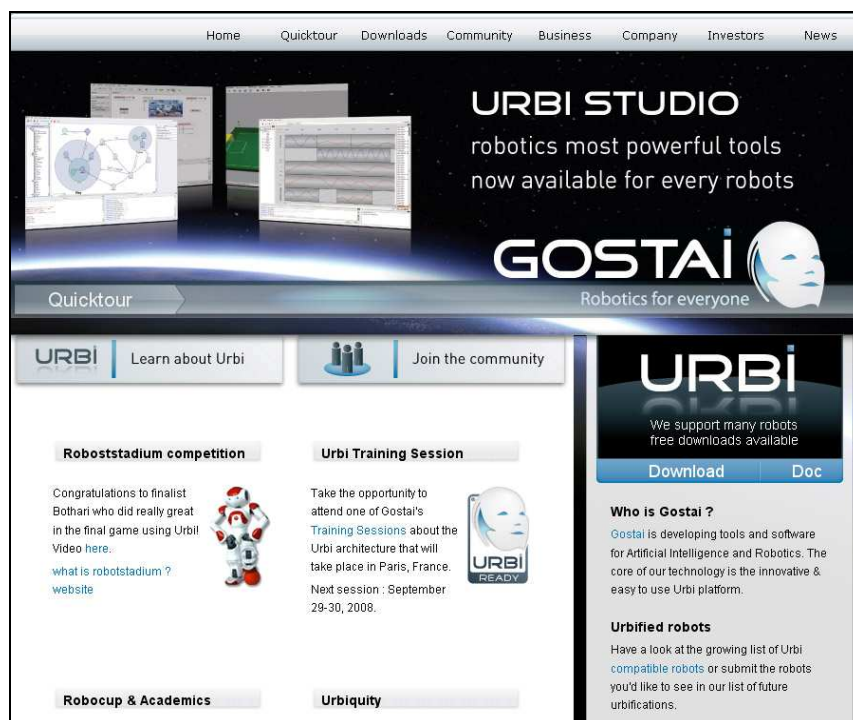 Home Quicktour Downloads Community Business Company Investors News
URBI STUDIO
robotics most powerful tools
now available for every robots
GOSTAI
Robotics for everyone
Quicktour
URBI Learn about Urbi
Join the community
URBI
We support many robots
free downloads available
Download Doc
Roboststadium competition
Congratulations to finalist
Bothari who did really great
in the final game using Urbi!
Video here.
what is robotstadium ?
website
Urbi Training Session
Take the opportunity to
attend one of Gostai's
Training Sessions about the
Urbi architecture that will
take place in Paris, France.
Next session : September
29-30, 2008.
URBI
READY
Who is Gostai ?
Gostai is developing tools and software
for Artificial Intelligence and Robotics. The
core of our technology is the innovative &
easy to use Urbi platform.
Urbified robots
Have a look at the growing list of Urbi
compatible robots or submit the robots
you'd like to see in our list of future
urbifications.
Robocup & Academics
Urbiquity